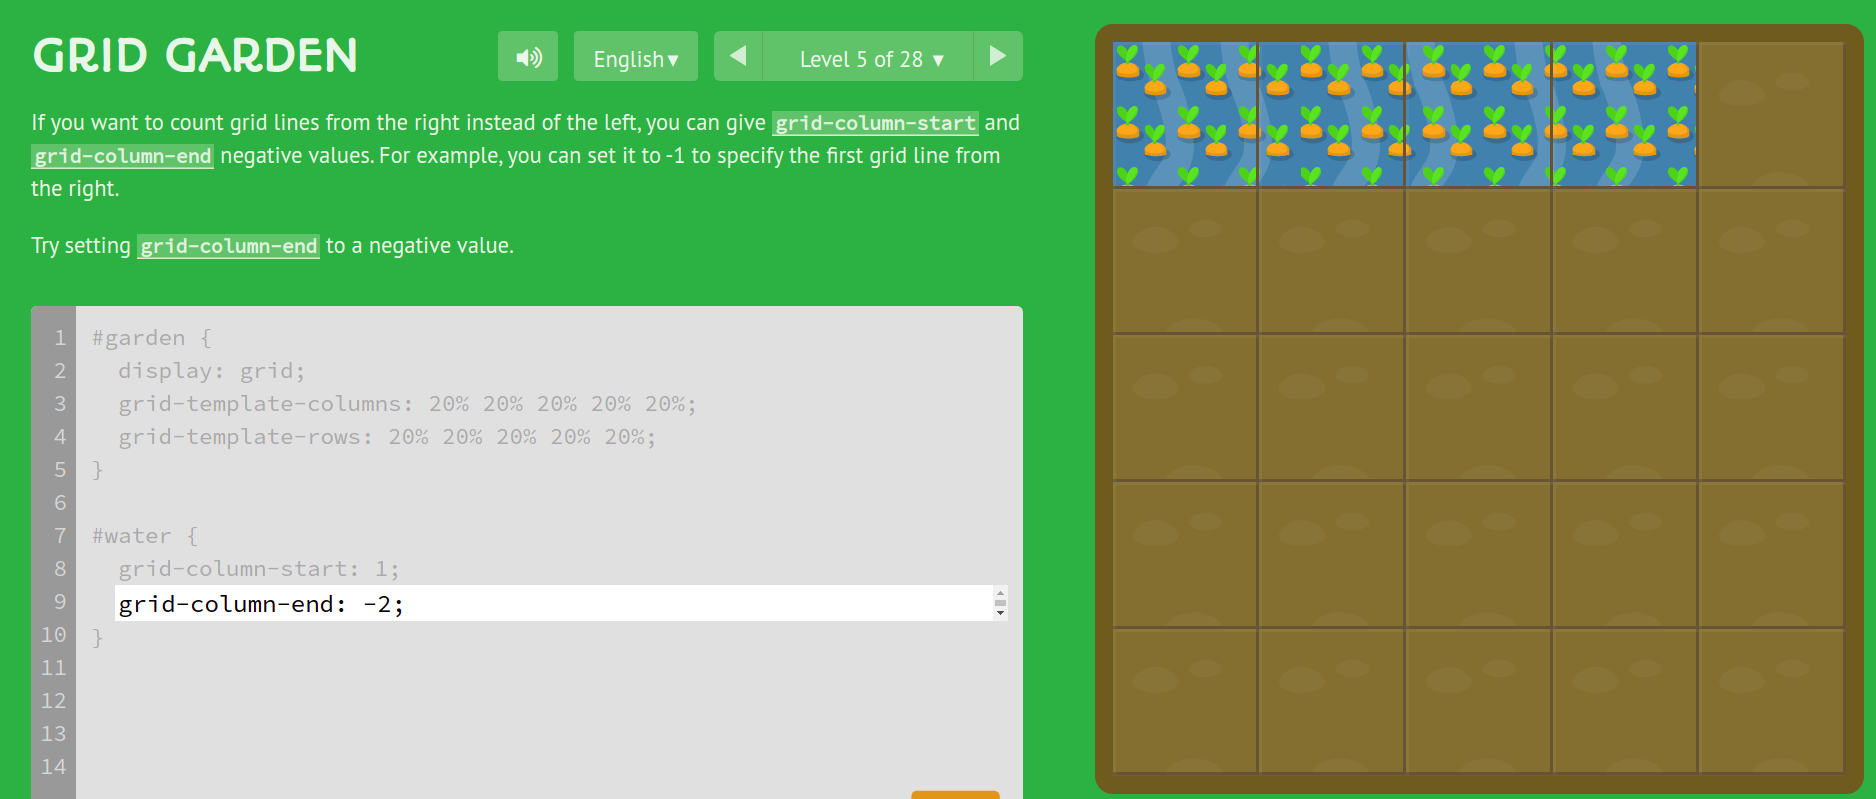 GRID GARDEN
English ▾
Level 5 of 28 ▾
If you want to count grid lines from the right instead of the left, you can give grid-column-start and
grid-column-end negative values. For example, you can set it to -1 to specify the first grid line from
the right.
Try setting grid-column-end to a negative value.
1 #garden {
2 display: grid;
3 grid-template-columns: 20% 20% 20% 20% 20%;
4 grid-template-rows: 20% 20% 20% 20% 20%;
5 }
6
7 #water {
8 grid-column-start: 1;
9 grid-column-end: -2;
10 }
11
12
13
14